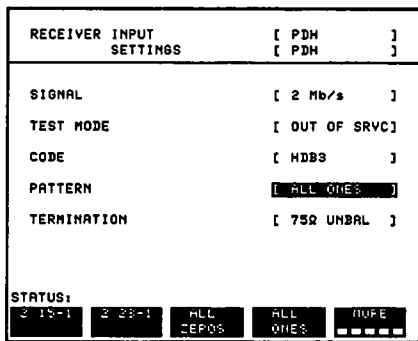 RECEIVER INPUT [ PDH ]
SETTINGS [ PDH ]
SIGNAL [ 2 Mb/s ]
TEST MODE [ OUT OF SRVC]
CODE [ HDB3 ]
PATTERN [ ALL ONES ]
TERMINATION [ 75Ω UNBAL ]
STATUS:
2^15-1 2^23-1 ALL ZEROS ALL ONES MORE